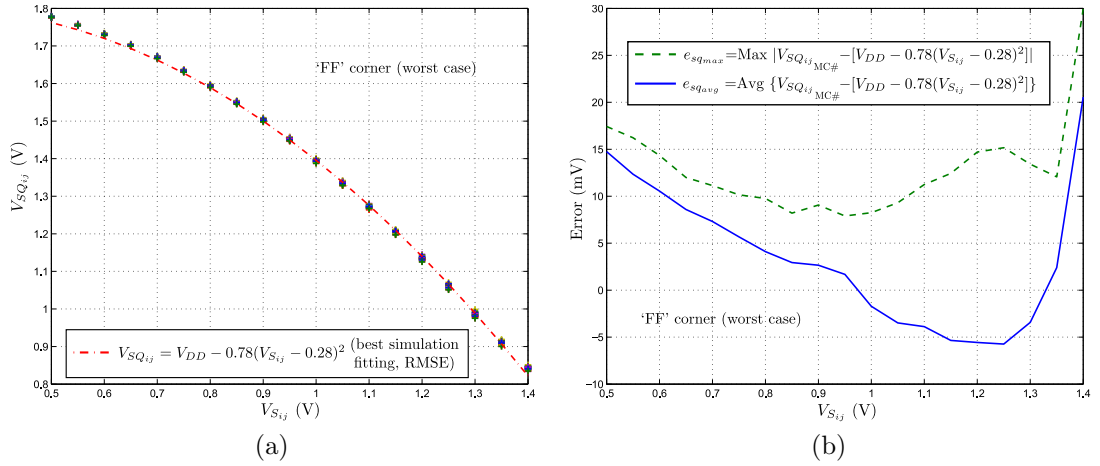 1.8
1.7
1.6
1.5
1.4
1.3
1.2
1.1
1
0.9
0.8
V_{SQ_{ij}} (V)
'FF' corner (worst case)
V_{SQ_{ij}} = V_{DD} − 0.78(V_{S_{ij}} − 0.28)^2 (best simulation
fitting, RMSE)
0.5 0.6 0.7 0.8 0.9 1.0 1.1 1.2 1.3 1.4
V_{S_{ij}} (V)
(a)
30
25
20
15
10
5
0
−5
−10
Error (mV)
e_{sq_{max}}=Max |V_{SQ_{ij_{MC#}}}−[V_{DD} − 0.78(V_{S_{ij}} − 0.28)^2]|
e_{sq_{avg}}=Avg {V_{SQ_{ij_{MC#}}}−[V_{DD} − 0.78(V_{S_{ij}} − 0.28)^2]}
'FF' corner (worst case)
0.5 0.6 0.7 0.8 0.9 1.0 1.1 1.2 1.3 1.4
V_{S_{ij}} (V)
(b)